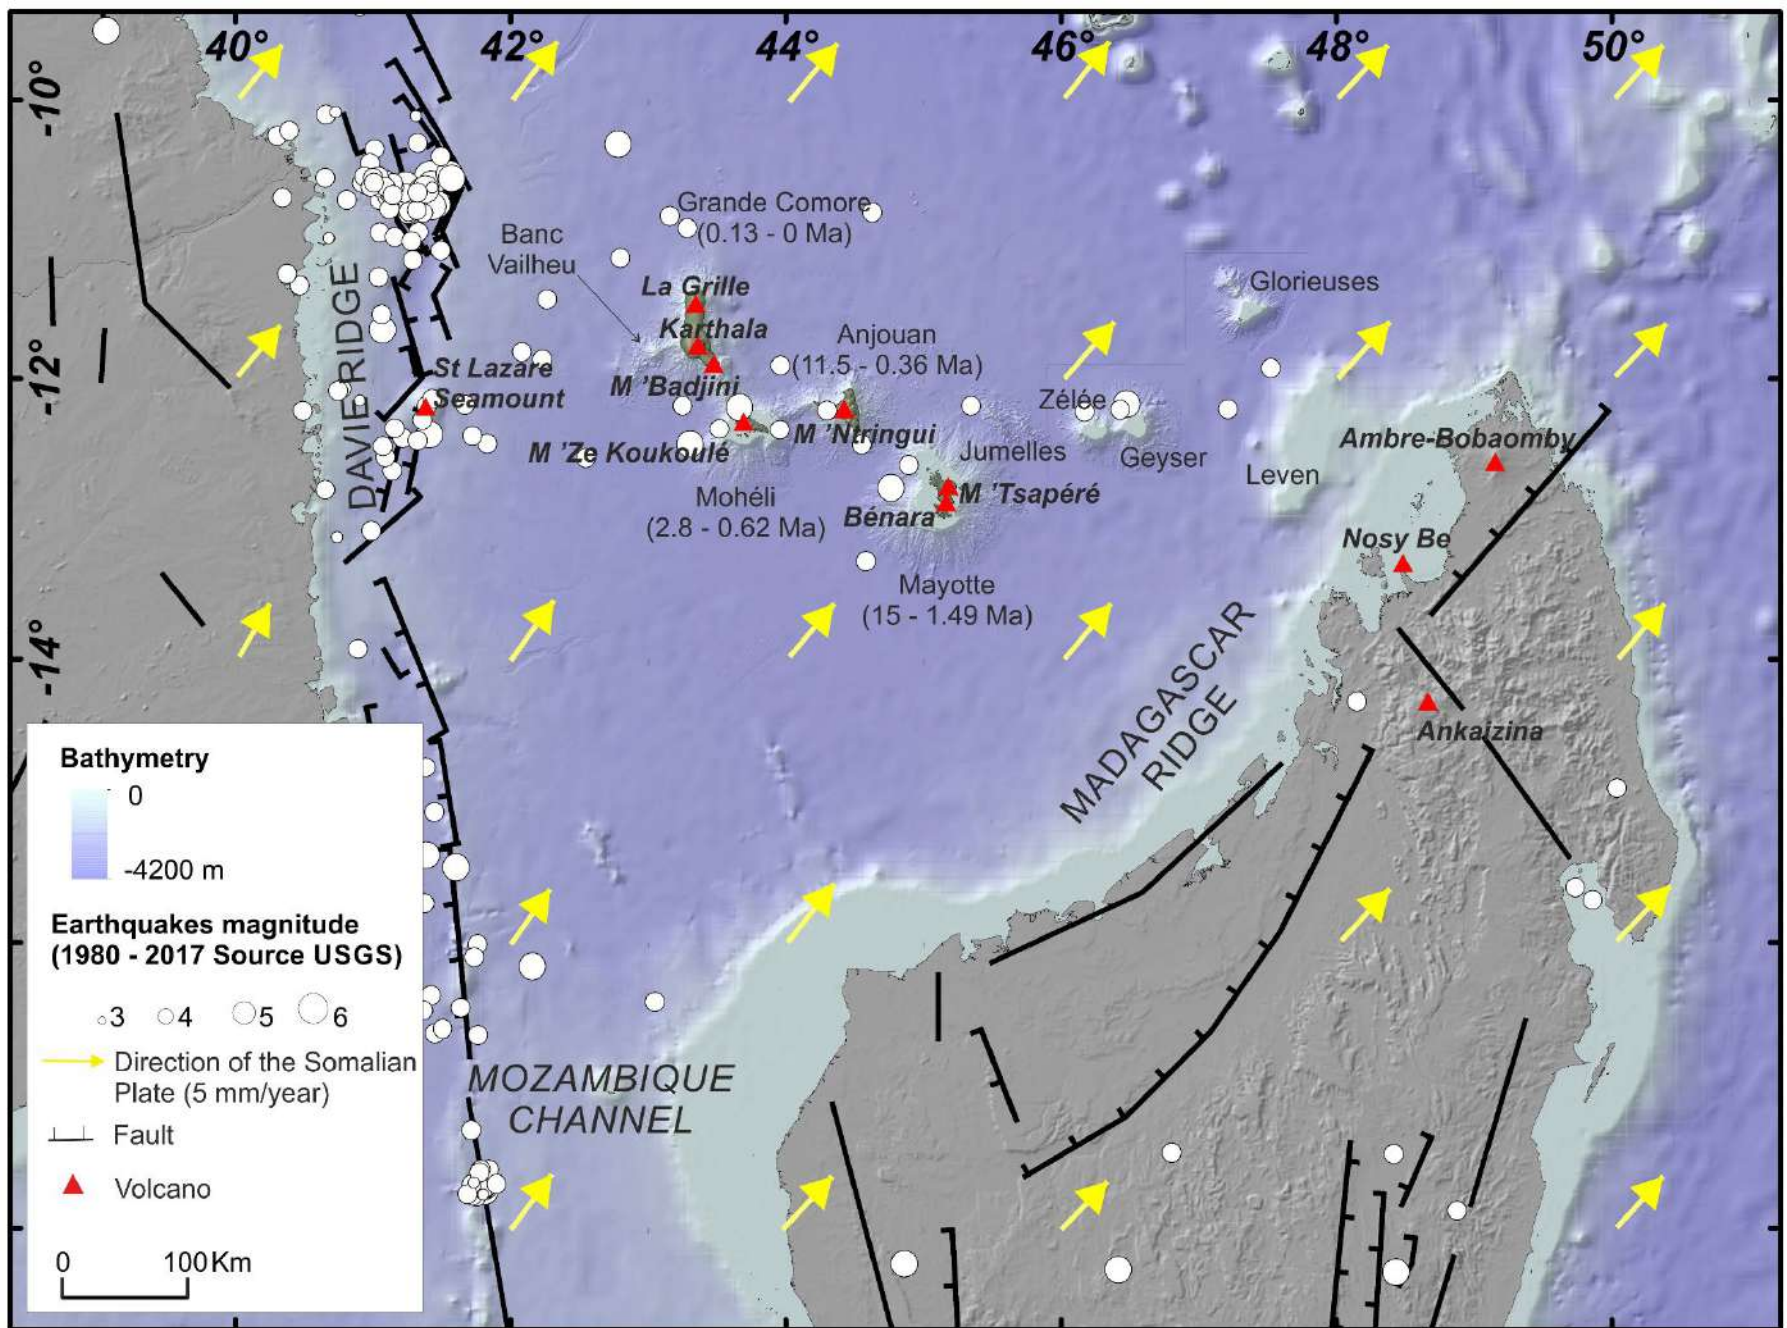 40°
42°
44°
46°
48°
50°
-10°
-12°
-14°
Grande Comore
(0.13 - 0 Ma)
Banc
Vailheu
La Grille
Karthala
M 'Badjini
Anjouan
(11.5 - 0.36 Ma)
Glorieuses
DAVIE RIDGE
St Lazare
Seamount
M 'Ze Koukoulé
M 'Ntringui
Zélée
Geyser
Jumelles
Leven
Ambre-Bobaomby
Mohéli
(2.8 - 0.62 Ma)
Bénara
M 'Tsapéré
Nosy Be
Mayotte
(15 - 1.49 Ma)
MADAGASCAR
RIDGE
Ankaizina
MOZAMBIQUE
CHANNEL
Bathymetry
0
-4200 m
Earthquakes magnitude
(1980 - 2017 Source USGS)
3 4 5 6
Direction of the Somalian
Plate (5 mm/year)
Fault
Volcano
0 100 Km